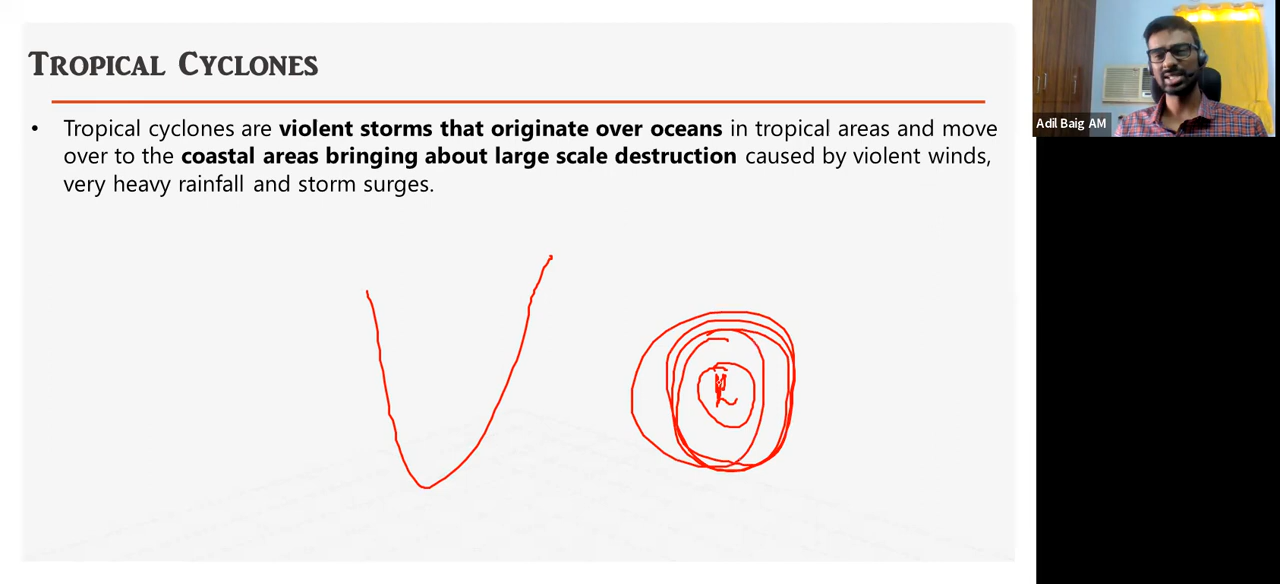 TROPICAL CYCLONES
• Tropical cyclones are violent storms that originate over oceans in tropical areas and move
over to the coastal areas bringing about large scale destruction caused by violent winds,
very heavy rainfall and storm surges.
L
Adil Baig AM